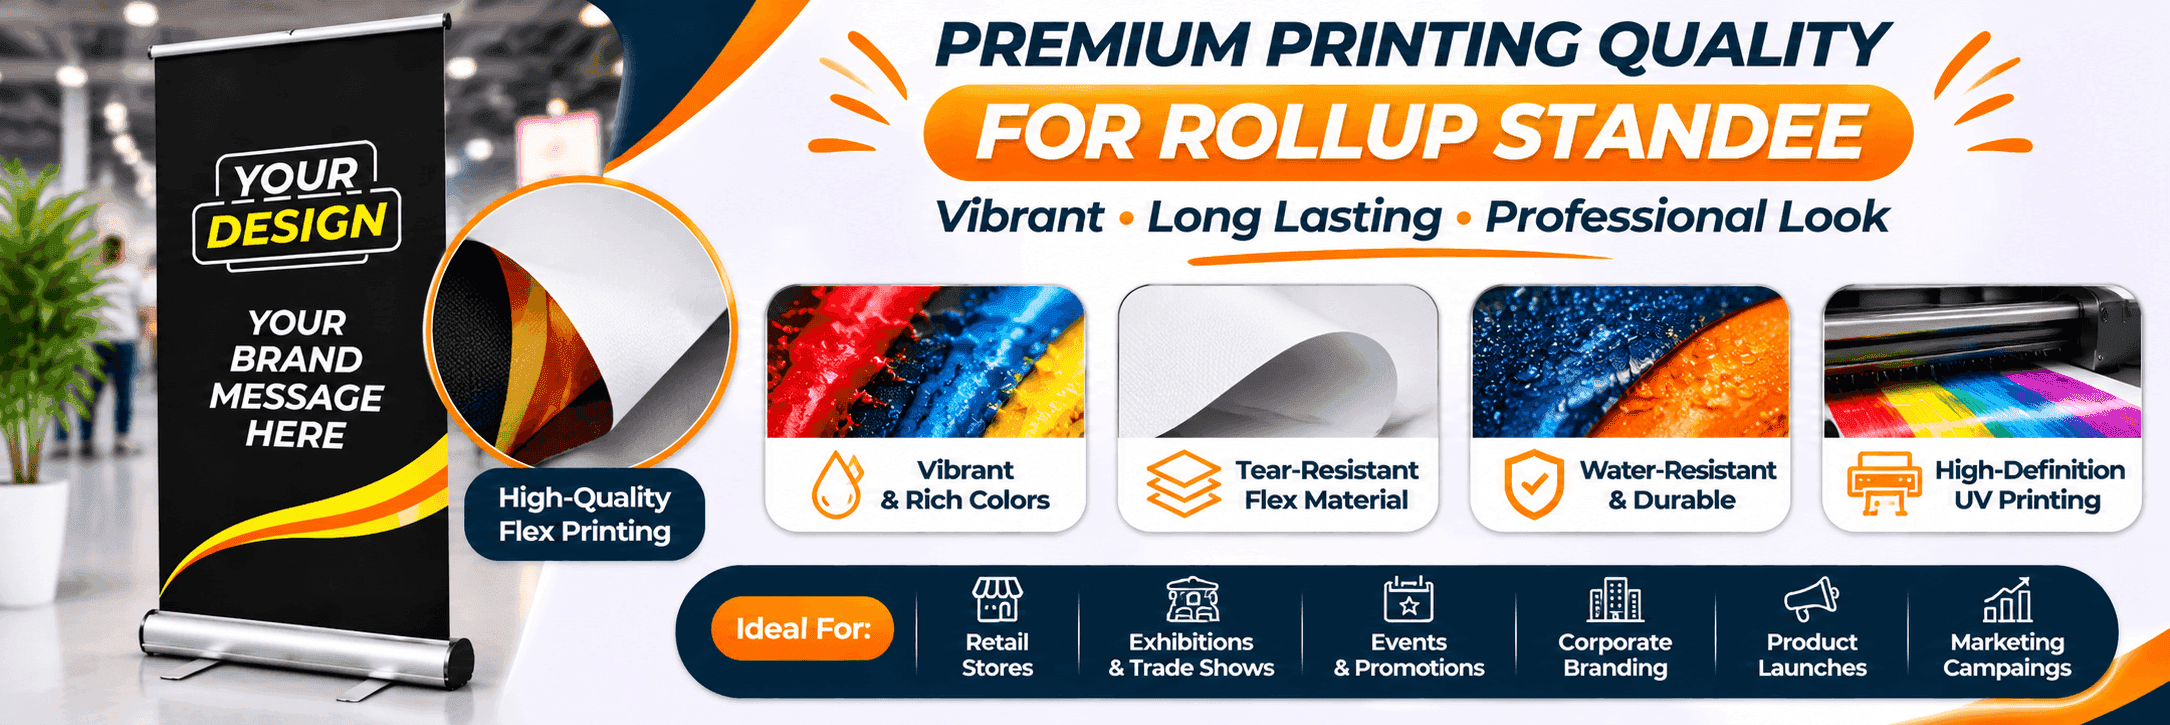 YOUR
DESIGN
YOUR
BRAND
MESSAGE
HERE
High-Quality
Flex Printing
PREMIUM PRINTING QUALITY
FOR ROLLUP STANDEE
Vibrant • Long Lasting • Professional Look
Vibrant
& Rich Colors
Tear-Resistant
Flex Material
Water-Resistant
& Durable
High-Definition
UV Printing
Ideal For:
Retail
Stores
Exhibitions
& Trade Shows
Events
& Promotions
Corporate
Branding
Product
Launches
Marketing
Campaings